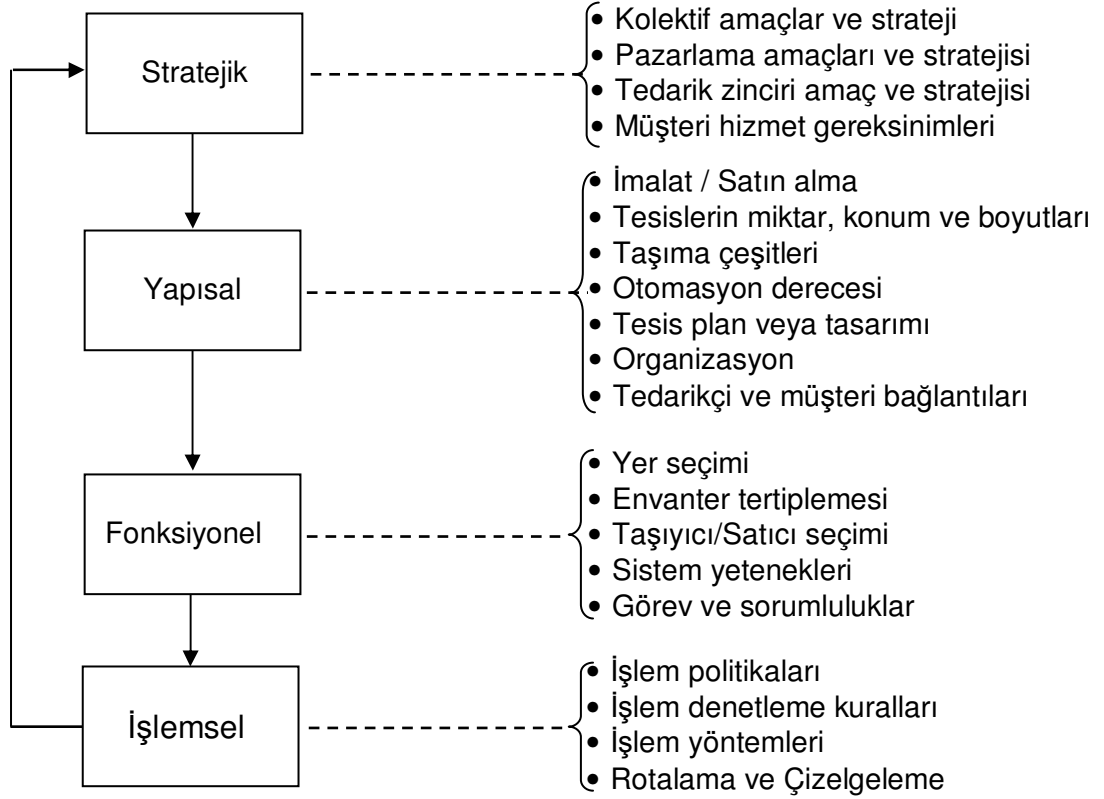 Stratejik
• Kolektif amaçlar ve strateji
• Pazarlama amaçları ve stratejisi
• Tedarik zinciri amaç ve stratejisi
• Müşteri hizmet gereksinimleri
Yapısal
• İmalat / Satın alma
• Tesislerin miktar, konum ve boyutları
• Taşıma çeşitleri
• Otomasyon derecesi
• Tesis plan veya tasarımı
• Organizasyon
• Tedarikçi ve müşteri bağlantıları
Fonksiyonel
• Yer seçimi
• Envanter tertiplemesi
• Taşıyıcı/Satıcı seçimi
• Sistem yetenekleri
• Görev ve sorumluluklar
İşlemsel
• İşlem politikaları
• İşlem denetleme kuralları
• İşlem yöntemleri
• Rotalama ve Çizelgeleme